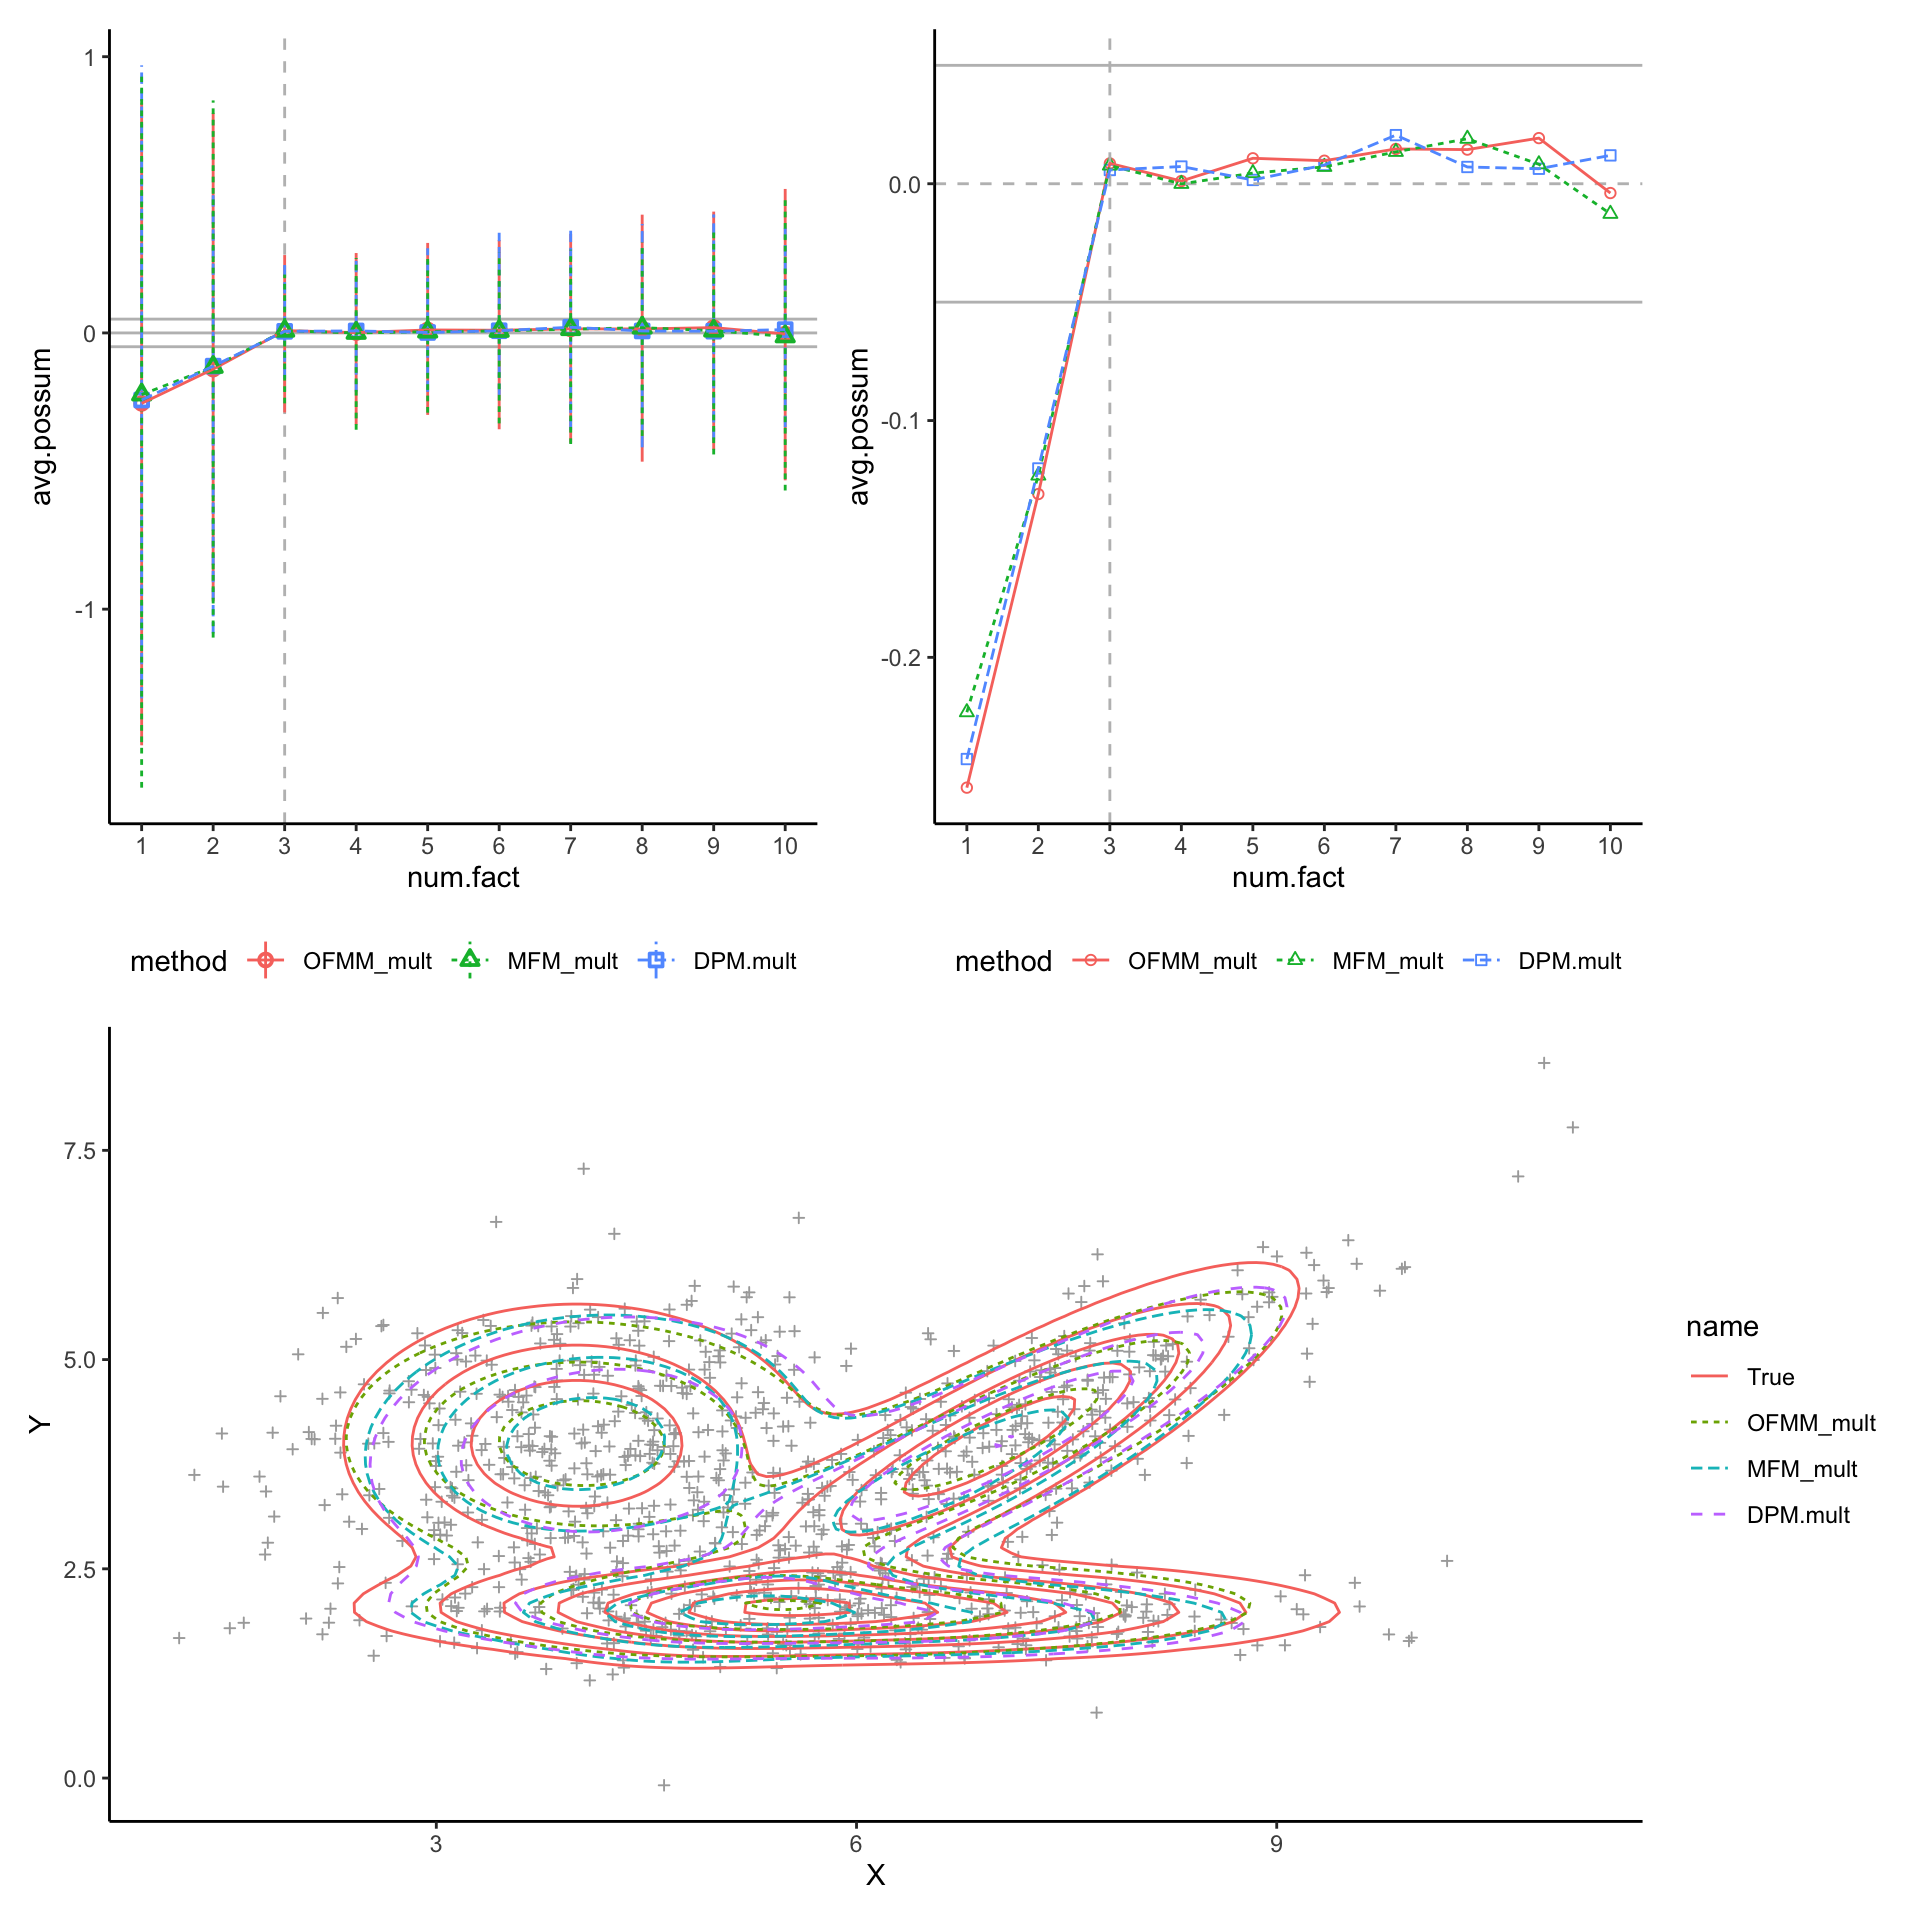 1
0
-1
avg.possum
1 2 3 4 5 6 7 8 9 10
num.fact
method OFMM_mult MFM_mult DPM.mult
0.0
-0.1
-0.2
avg.possum
1 2 3 4 5 6 7 8 9 10
num.fact
method OFMM_mult MFM_mult DPM.mult
7.5
5.0
2.5
0.0
Y
3 6 9
X
name
True
OFMM_mult
MFM_mult
DPM.mult